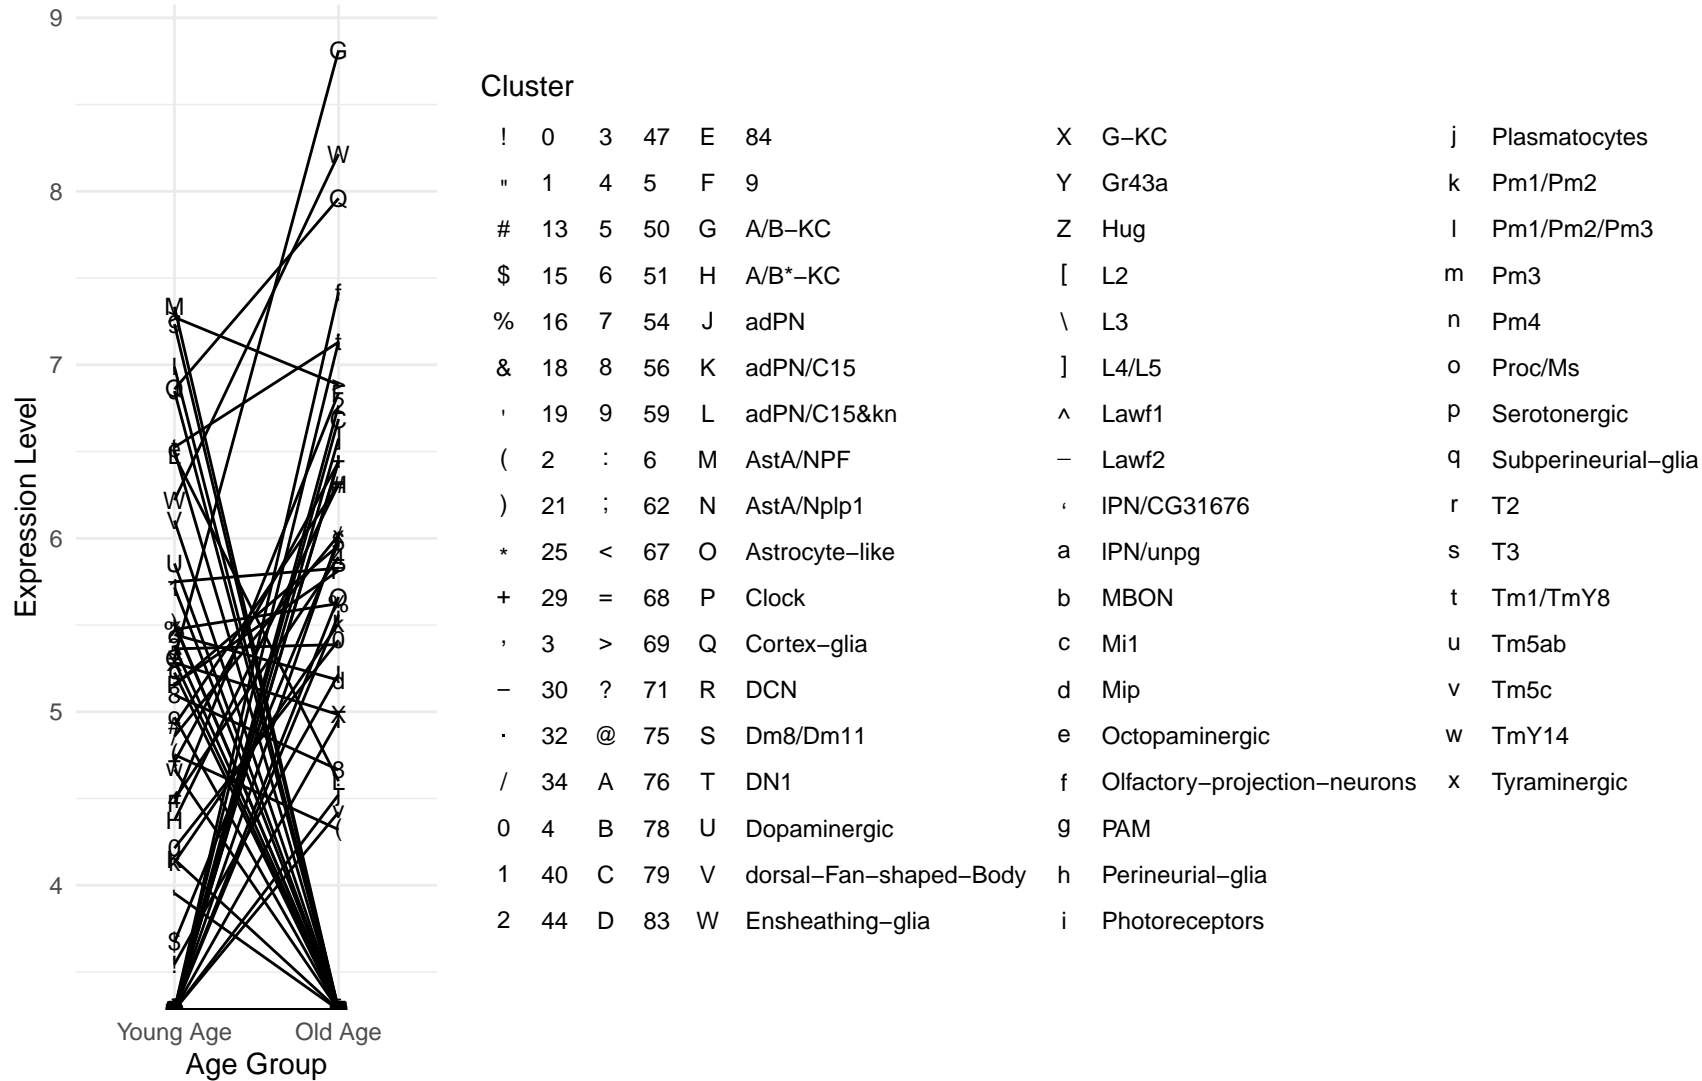 9
8
7
6
5
4
Expression Level
Young Age Old Age
Age Group
G
W
Q
f
M
W
V
U
Cluster
! 0 3 47 E 84 X G−KC j Plasmatocytes
" 1 4 5 F 9 Y Gr43a k Pm1/Pm2
# 13 5 50 G A/B−KC Z Hug l Pm1/Pm2/Pm3
$ 15 6 51 H A/B*−KC [ L2 m Pm3
% 16 7 54 J adPN \ L3 n Pm4
& 18 8 56 K adPN/C15 ] L4/L5 o Proc/Ms
' 19 9 59 L adPN/C15&kn ^ Lawf1 p Serotonergic
( 2 : 6 M AstA/NPF − Lawf2 q Subperineurial−glia
) 21 ; 62 N AstA/Nplp1 ‘ lPN/CG31676 r T2
* 25 < 67 O Astrocyte−like a lPN/unpg s T3
+ 29 = 68 P Clock b MBON t Tm1/TmY8
, 3 > 69 Q Cortex−glia c Mi1 u Tm5ab
− 30 ? 71 R DCN d Mip v Tm5c
. 32 @ 75 S Dm8/Dm11 e Octopaminergic w TmY14
/ 34 A 76 T DN1 f Olfactory−projection−neurons x Tyraminergic
0 4 B 78 U Dopaminergic g PAM
1 40 C 79 V dorsal−Fan−shaped−Body h Perineurial−glia
2 44 D 83 W Ensheathing−glia i Photoreceptors